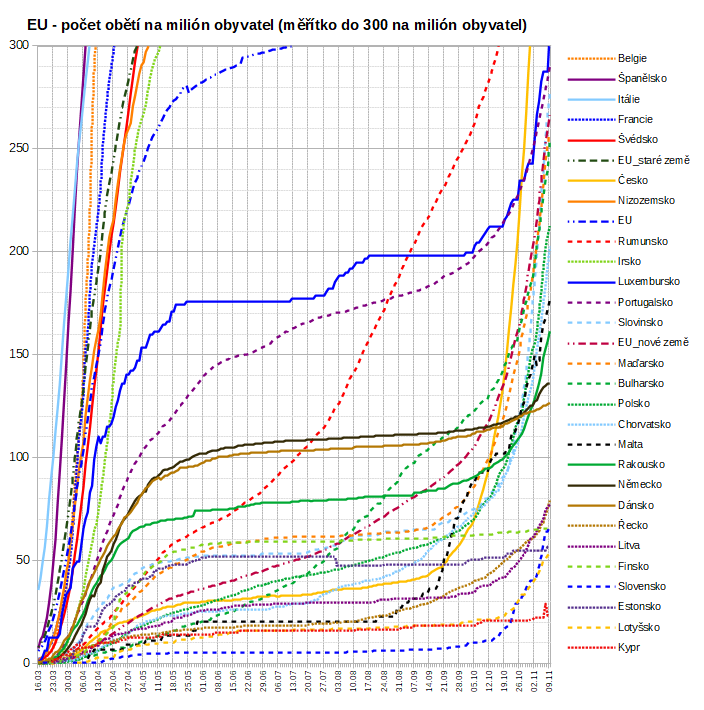 EU - počet obětí na milión obyvatel (měřítko do 300 na milión obyvatel)
300
250
200
150
100
50
0
Belgie
Španělsko
Itálie
Francie
Švédsko
EU_staré země
Česko
Nizozemsko
EU
Rumunsko
Irsko
Luxembursko
Portugalsko
Slovinsko
EU_nové země
Maďarsko
Bulharsko
Polsko
Chorvatsko
Malta
Rakousko
Německo
Dánsko
Řecko
Litva
Finsko
Slovensko
Estonsko
Lotyšsko
Kypr
16.03
23.03
30.03
06.04
13.04
20.04
27.04
04.05
11.05
18.05
25.05
01.06
08.06
15.06
22.06
29.06
06.07
13.07
20.07
27.07
03.08
10.08
17.08
24.08
31.08
07.09
14.09
21.09
28.09
05.10
12.10
19.10
26.10
02.11
09.11